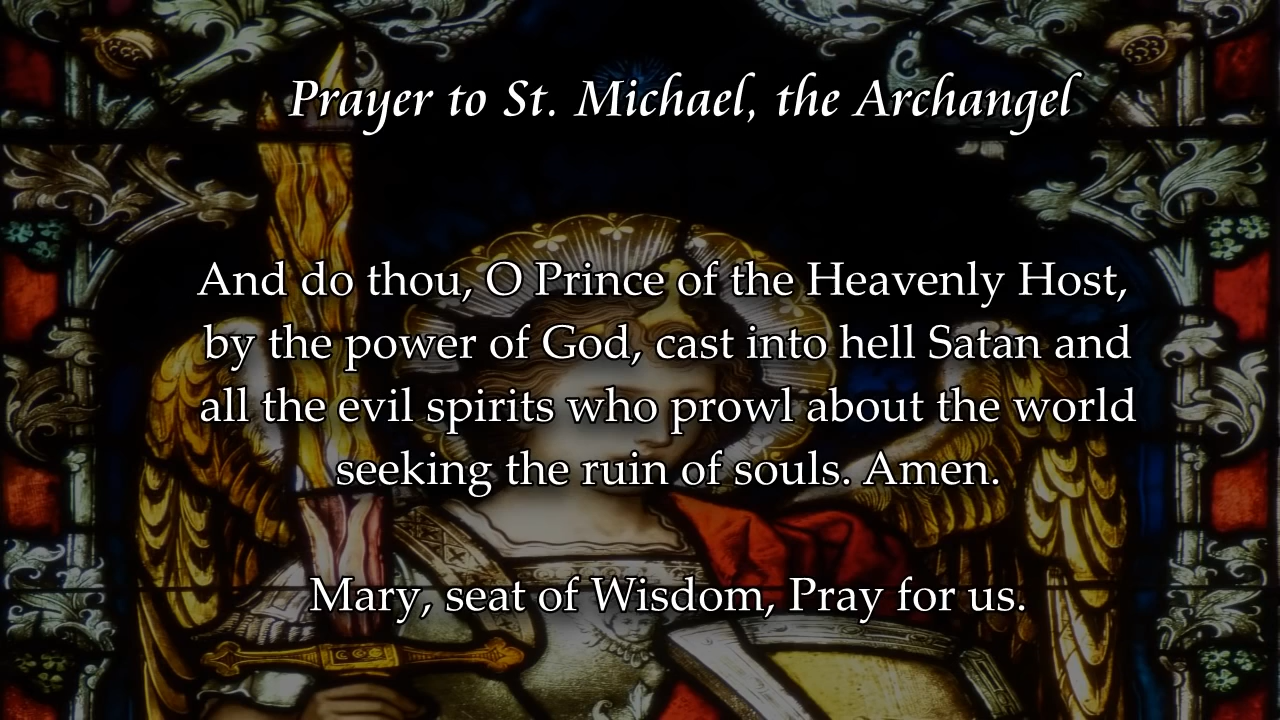 Prayer to St. Michael, the Archangel
And do thou, O Prince of the Heavenly Host,
by the power of God, cast into hell Satan and
all the evil spirits who prowl about the world
seeking the ruin of souls. Amen.
Mary, seat of Wisdom, Pray for us.